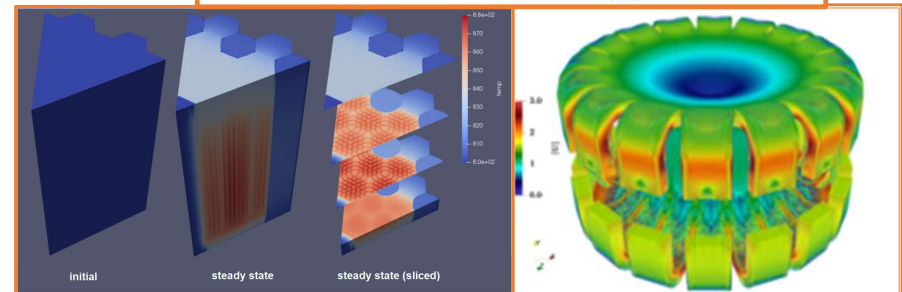 8.8e+02
870
860
850
840
830
820
810
8.0e+02
temp
initial
steady state
steady state (sliced)
3.0
2
1
0.0
|U|